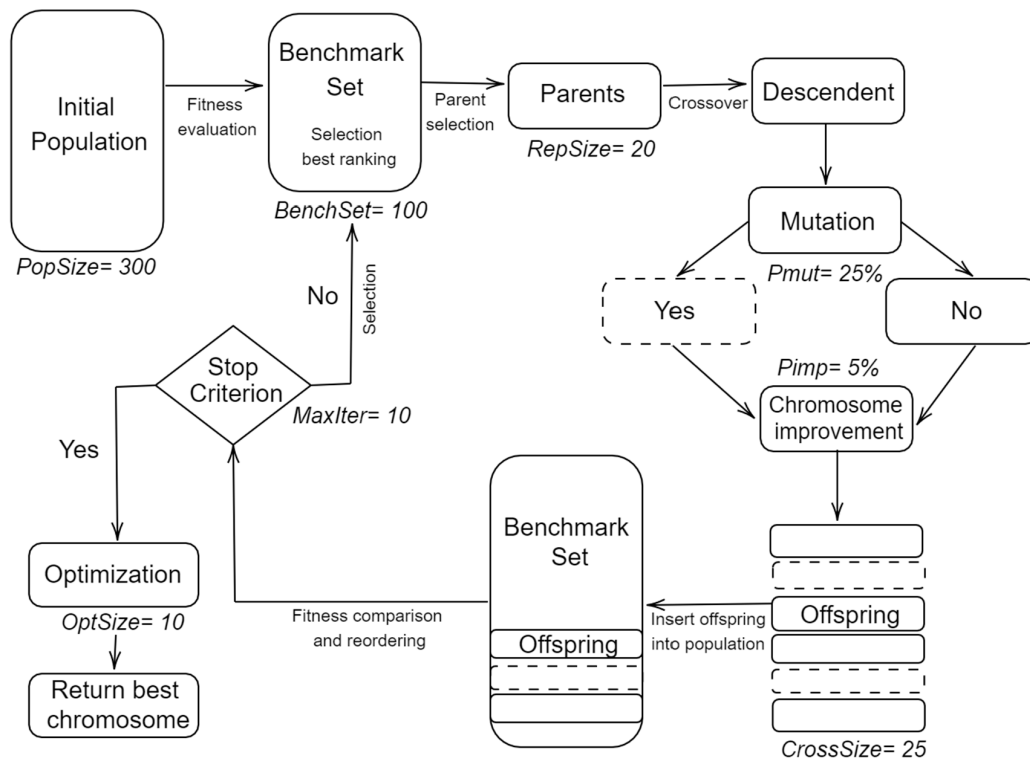 Initial
Population
PopSize= 300
Fitness
evaluation
Benchmark
Set
Selection
best ranking
BenchSet= 100
Parent
selection
Parents
RepSize= 20
Crossover
Descendent
Mutation
Pmut= 25%
Yes
No
Pimp= 5%
Chromosome
improvement
Offspring
CrossSize= 25
Insert offspring
into population
Benchmark
Set
Offspring
Fitness comparison
and reordering
Stop
Criterion
MaxIter= 10
No
Selection
Yes
Optimization
OptSize= 10
Return best
chromosome